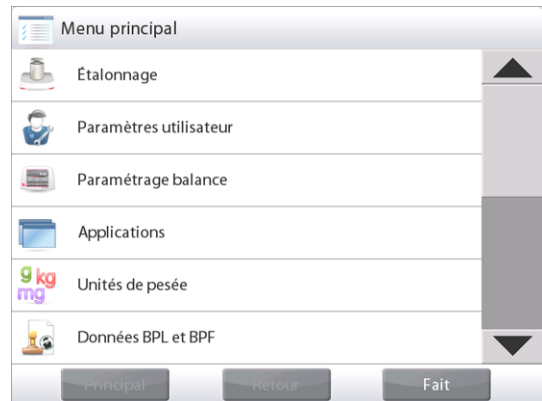 Menu principal
Étalonnage
Paramètres utilisateur
Paramétrage balance
Applications
g kg
mg
Unités de pesée
Données BPL et BPF
Principal Retour Fait